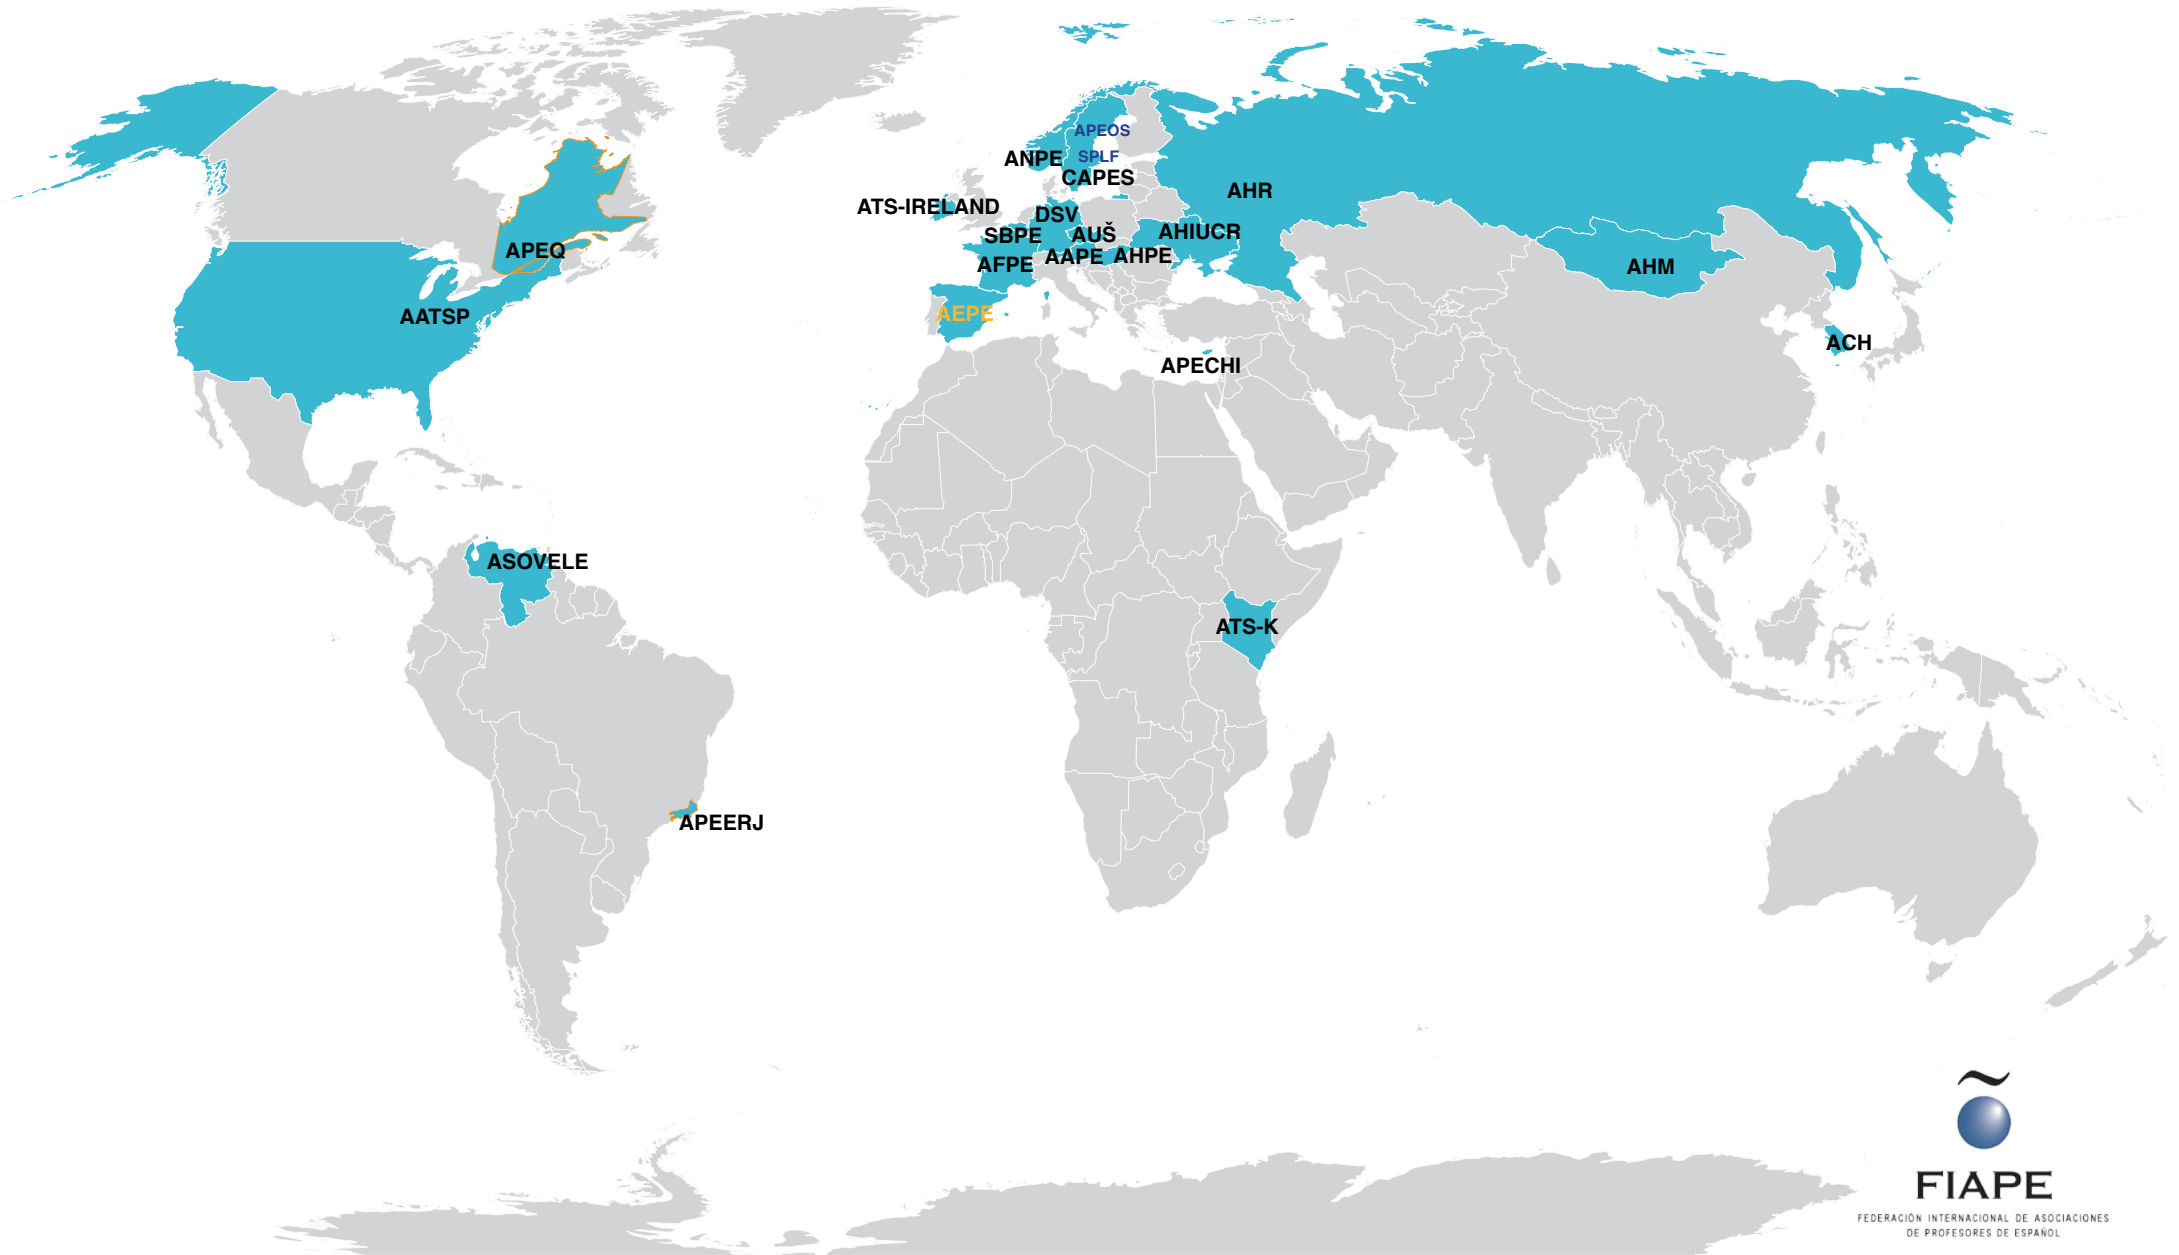 APEOS
SPLF
ANPE
CAPES
AHR
ATS-IRELAND
DSV
SBPE
AUŠ
AHIUCR
APEQ
AFPE
AAPE
AHPE
AHM
AEPE
AATSP
ACH
APECHI
ASOVELE
ATS-K
APEERJ
FIAPE
FEDERACIÓN INTERNACIONAL DE ASOCIACIONES
DE PROFESORES DE ESPAÑOL